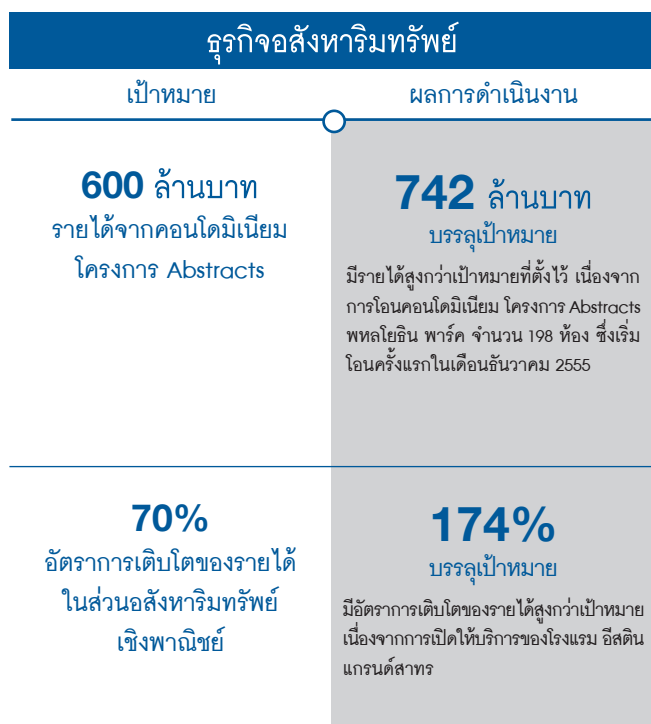 ธุรกิจอสังหาริมทรัพย์
เป้าหมาย
ผลการดำเนินงาน
600 ล้านบาท
รายได้จากคอนโดมิเนียม
โครงการ Abstracts
742 ล้านบาท
บรรลุเป้าหมาย
มีรายได้สูงกว่าเป้าหมายที่ตั้งไว้ เนื่องจาก
การโอนคอนโดมิเนียม โครงการ Abstracts
พหลโยธิน พาร์ค จำนวน 198 ห้อง ซึ่งเริ่ม
โอนครั้งแรกในเดือนธันวาคม 2555
70%
อัตราการเติบโตของรายได้
ในส่วนอสังหาริมทรัพย์
เชิงพาณิชย์
174%
บรรลุเป้าหมาย
มีอัตราการเติบโตของรายได้สูงกว่าเป้าหมาย
เนื่องจากการเปิดให้บริการของโรงแรม อีสติน
แกรนด์สาทร